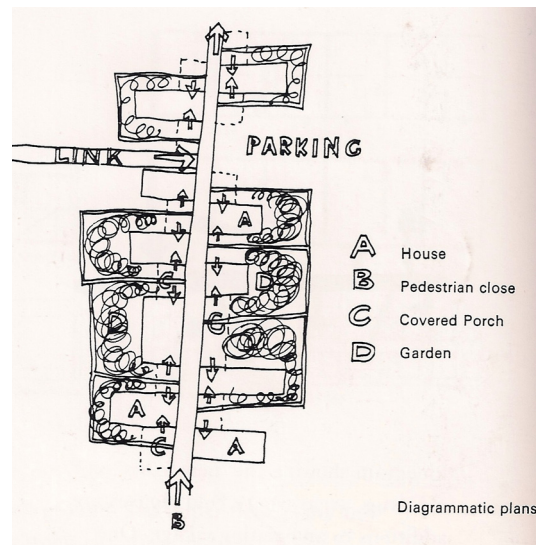 PARKING
LINK
A
A House
B Pedestrian close
C
D
C Covered Porch
D
C
D Garden
A
C
A
B
Diagrammatic plans